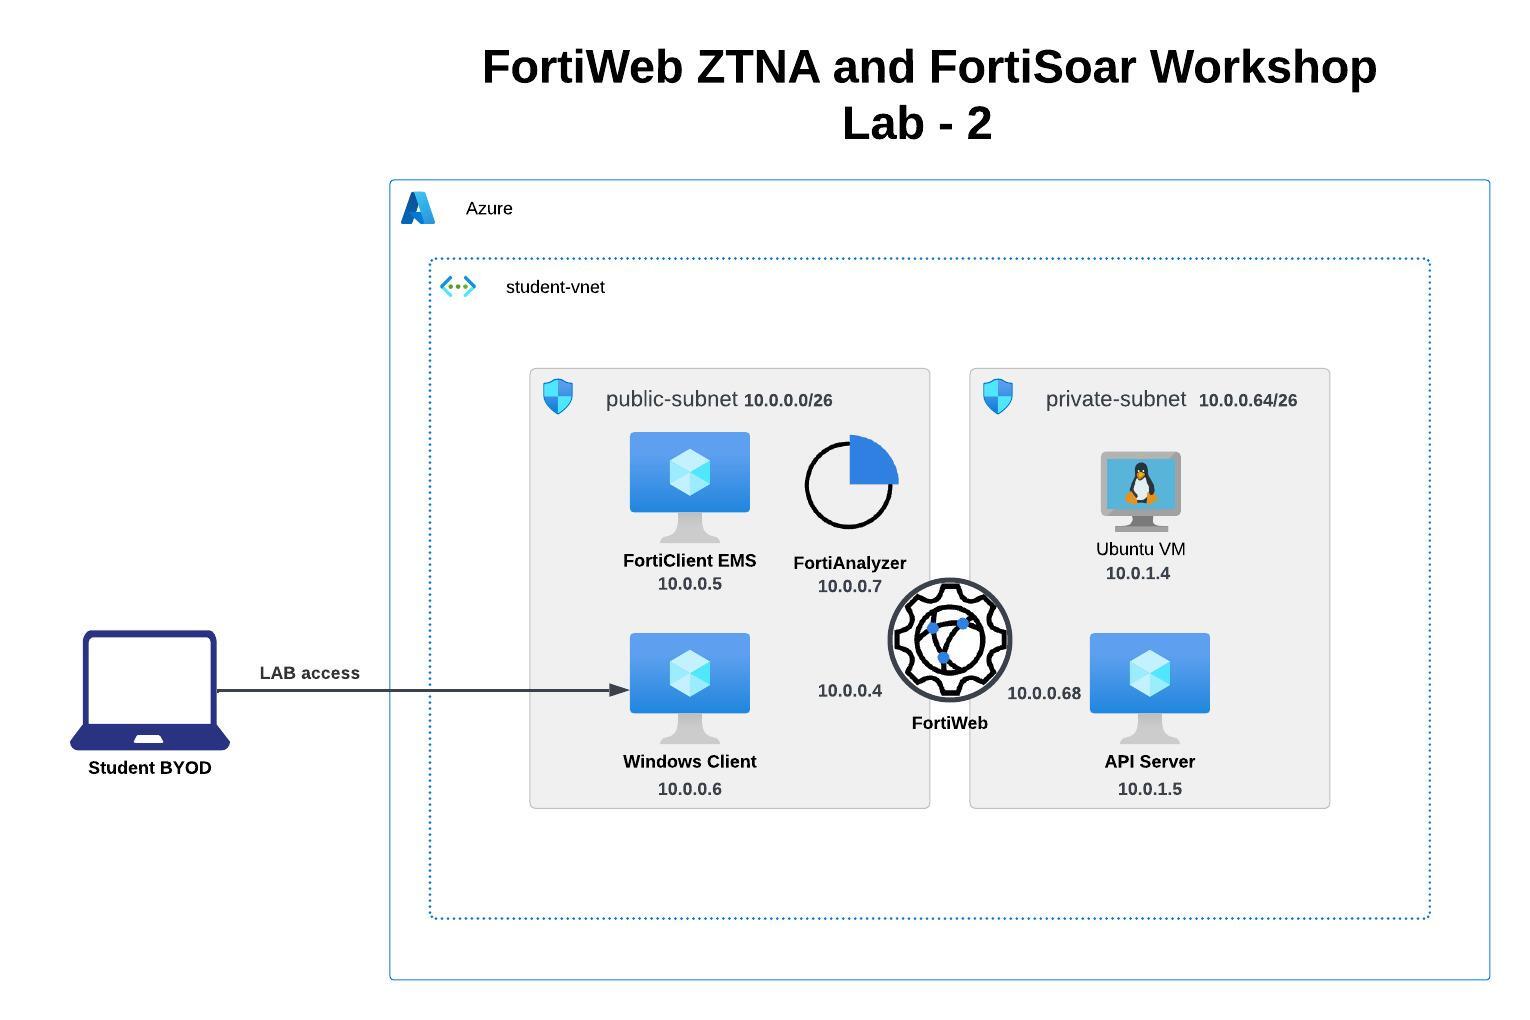 FortiWeb ZTNA and FortiSoar Workshop
Lab - 2
Azure
student-vnet
public-subnet 10.0.0.0/26
private-subnet 10.0.0.64/26
FortiClient EMS
10.0.0.5
FortiAnalyzer
10.0.0.7
Ubuntu VM
10.0.1.4
LAB access
Student BYOD
Windows Client
10.0.0.6
10.0.0.4
FortiWeb
10.0.0.68
API Server
10.0.1.5